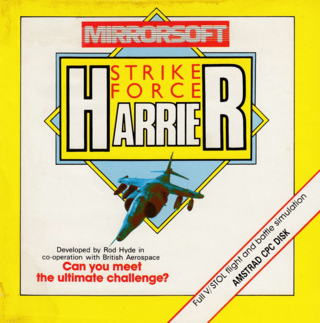 MIRRORSOFT
STRIKE
FORCE
HARRIER
Developed by Rod Hyde in
co-operation with British Aerospace
Can you meet
the ultimate challenge?
Full V/STOL flight and battle simulation
AMSTRAD CPC DISK